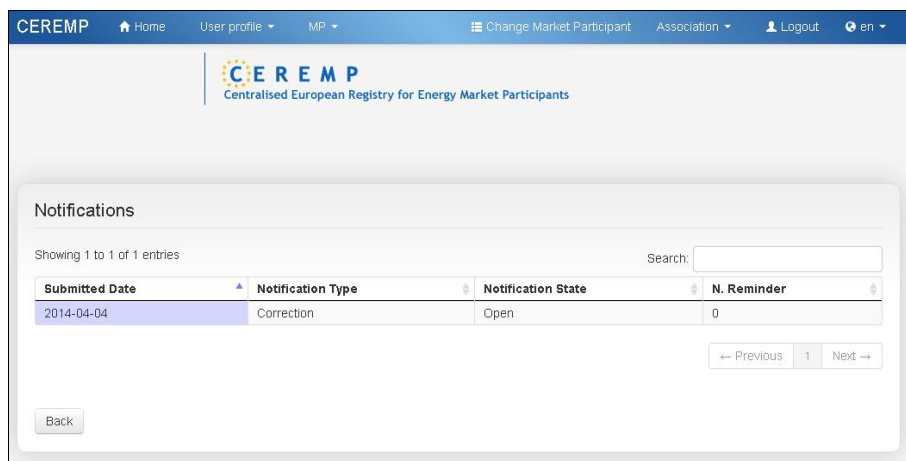 CEREMP Home User profile MP Change Market Participant Association Logout en
CEREMP
Centralised European Registry for Energy Market Participants
Notifications
Showing 1 to 1 of 1 entries Search:
Submitted Date Notification Type Notification State N. Reminder
2014-04-04 Correction Open 0
← Previous 1 Next →
Back